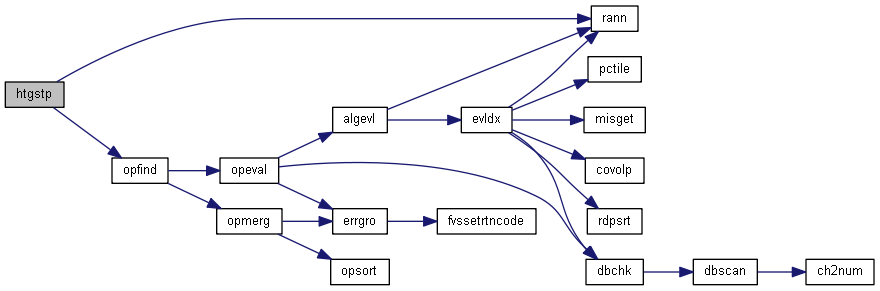 rann
pctile
htgstp
algevl
evldx
misget
opfind
opeval
covolp
opmerg
errgro
fvssetrtncode
rdpsrt
opsort
dbchk
dbscan
ch2num